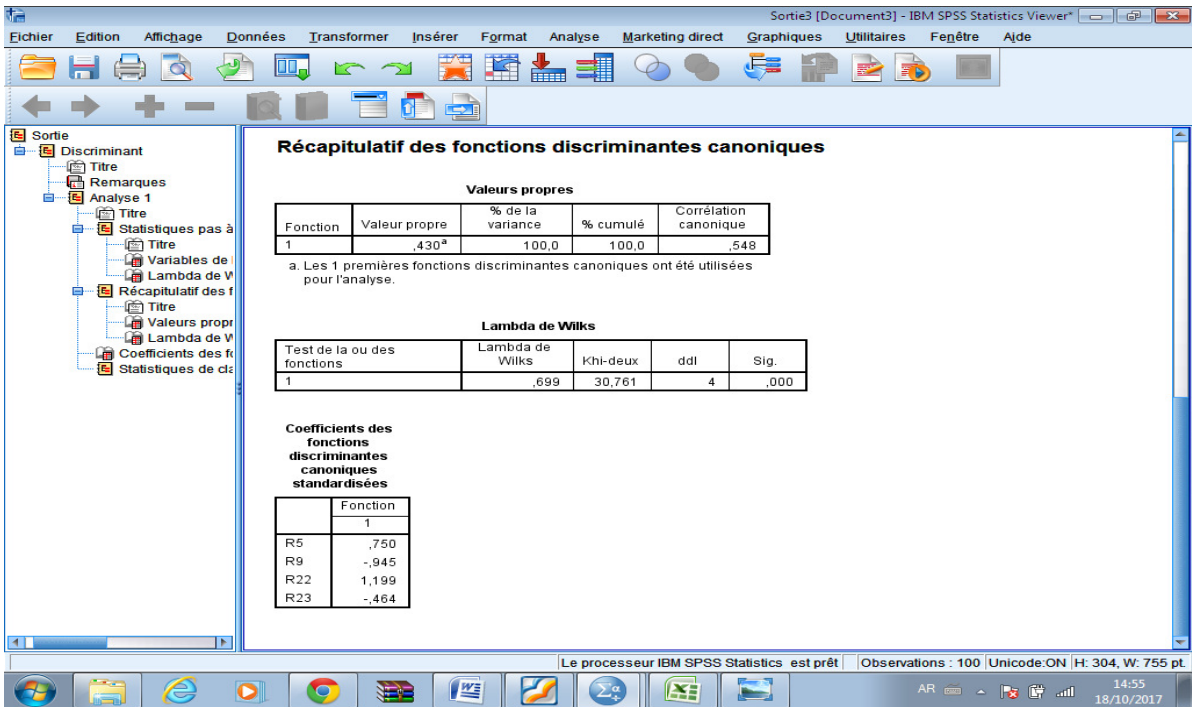 Sortie3 [Document3] - IBM SPSS Statistics Viewer*
Fichier Edition Affichage Données Transformer Insérer Format Analyse Marketing direct Graphiques Utilitaires Fenêtre Aide
Sortie
Discriminant
Titre
Remarques
Analyse 1
Titre
Statistiques pas à
Titre
Variables de
Lambda de W
Récapitulatif des f
Titre
Valeurs propr
Lambda de W
Coefficients des fo
Statistiques de cla
Récapitulatif des fonctions discriminantes canoniques
Valeurs propres
Fonction Valeur propre % de la variance % cumulé Corrélation canonique
1 ,430a 100,0 100,0 ,548
a. Les 1 premières fonctions discriminantes canoniques ont été utilisées
pour l'analyse.
Lambda de Wilks
Test de la ou des fonctions Lambda de Wilks Khi-deux ddl Sig.
1 ,699 30,761 4 ,000
Coefficients des
fonctions
discriminantes
canoniques
standardisées
Fonction
1
R5 ,750
R9 -,945
R22 1,199
R23 -,464
Le processeur IBM SPSS Statistics est prêt Observations : 100 Unicode:ON H: 304, W: 755 pt.
AR 14:55
18/10/2017